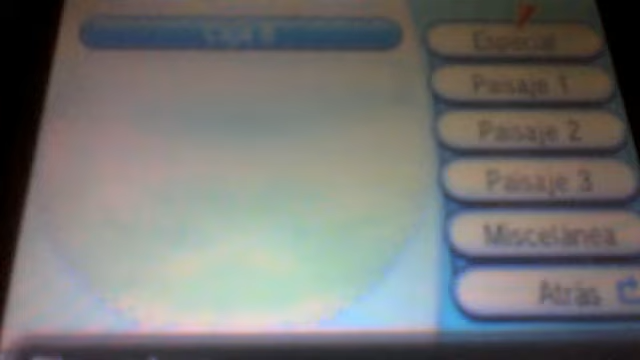 Especial
Paisaje 1
Paisaje 2
Paisaje 3
Miscelánea
Atrás